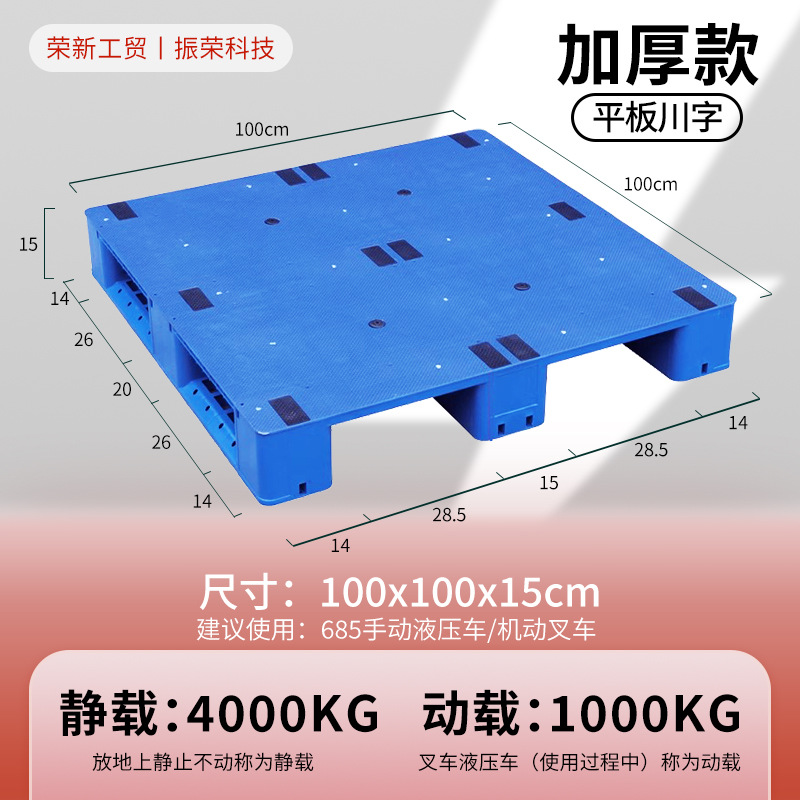 荣新工贸丨振荣科技
加厚款
平板川字
100cm
100cm
15
14
26
20
26
14
14
28.5
15
28.5
14
尺寸：100x100x15cm
建议使用：685手动液压车/机动叉车
静载：4000KG
放地上静止不动称为静载
动载：1000KG
叉车液压车（使用过程中）称为动载